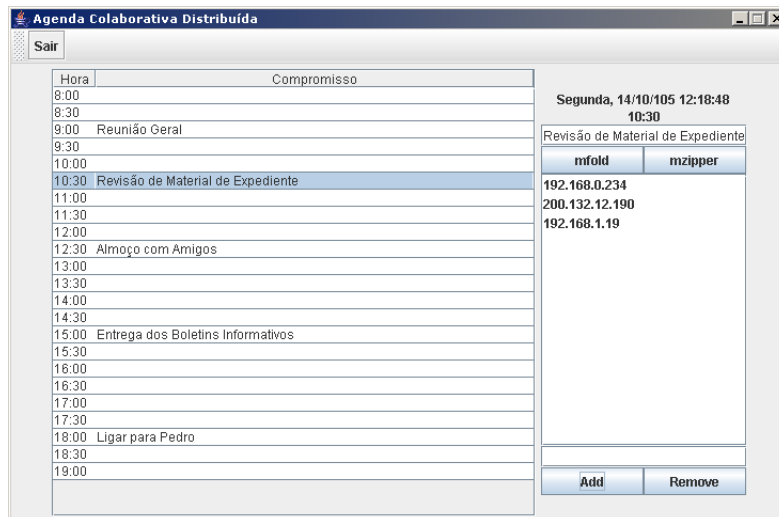 Agenda Colaborativa Distribuída
Sair
Hora Compromisso
8:00
8:30
9:00 Reunião Geral
9:30
10:00
10:30 Revisão de Material de Expediente
11:00
11:30
12:00
12:30 Almoço com Amigos
13:00
13:30
14:00
14:30
15:00 Entrega dos Boletins Informativos
15:30
16:00
16:30
17:00
17:30
18:00 Ligar para Pedro
18:30
19:00
Segunda, 14/10/105 12:18:48
10:30
Revisão de Material de Expediente
mfold mzipper
192.168.0.234
200.132.12.190
192.168.1.19
Add Remove